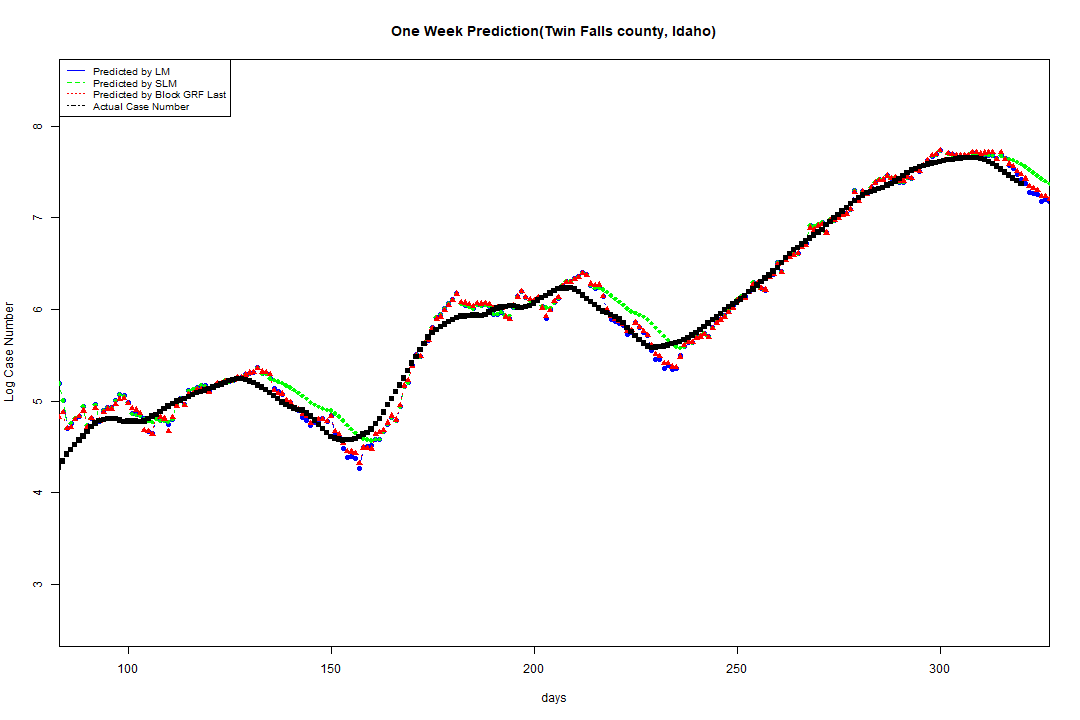 One Week Prediction(Twin Falls county, Idaho)
Predicted by LM
Predicted by SLM
Predicted by Block GRF Last
Actual Case Number
Log Case Number
8
7
6
5
4
3
100 150 200 250 300
days